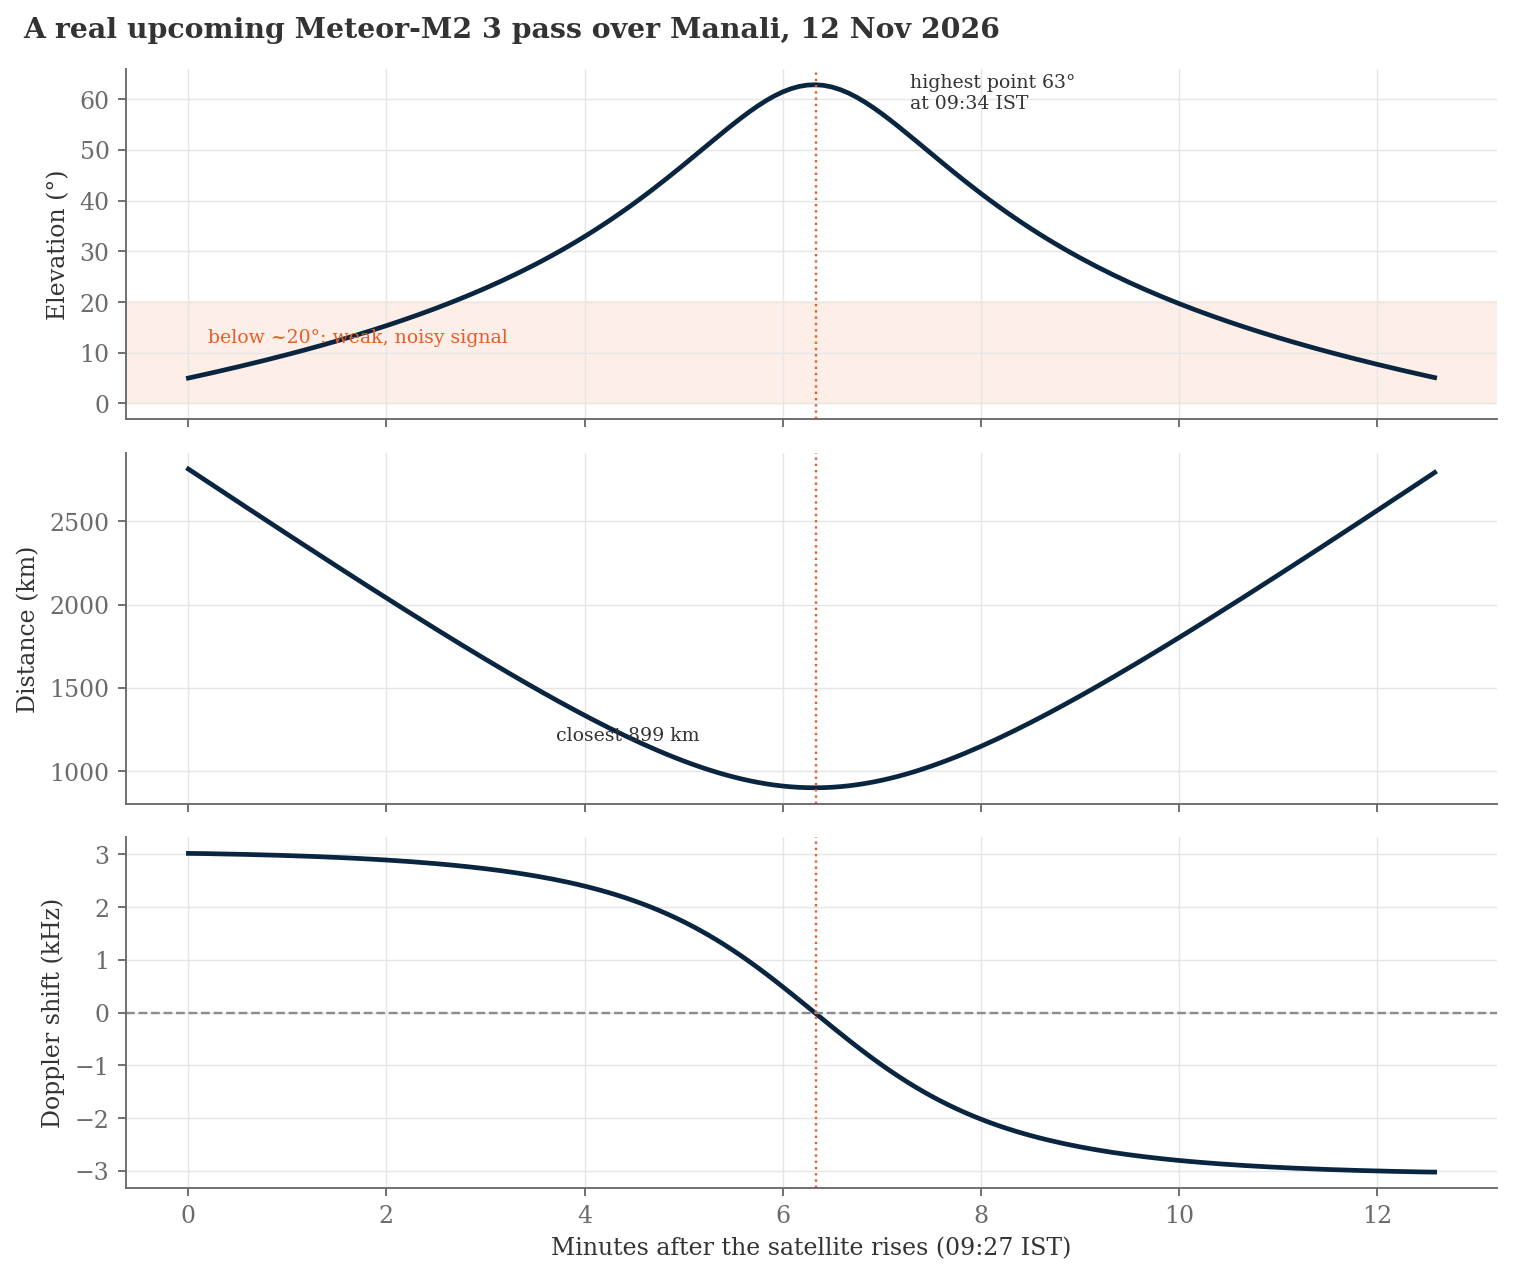 A real upcoming Meteor-M2 3 pass over Manali, 12 Nov 2026
highest point 63°
at 09:34 IST
Elevation (°)
60
50
40
30
20
10
0
below ~20°: weak, noisy signal
Distance (km)
2500
2000
1500
1000
closest 899 km
Doppler shift (kHz)
3
2
1
0
−1
−2
−3
0 2 4 6 8 10 12
Minutes after the satellite rises (09:27 IST)